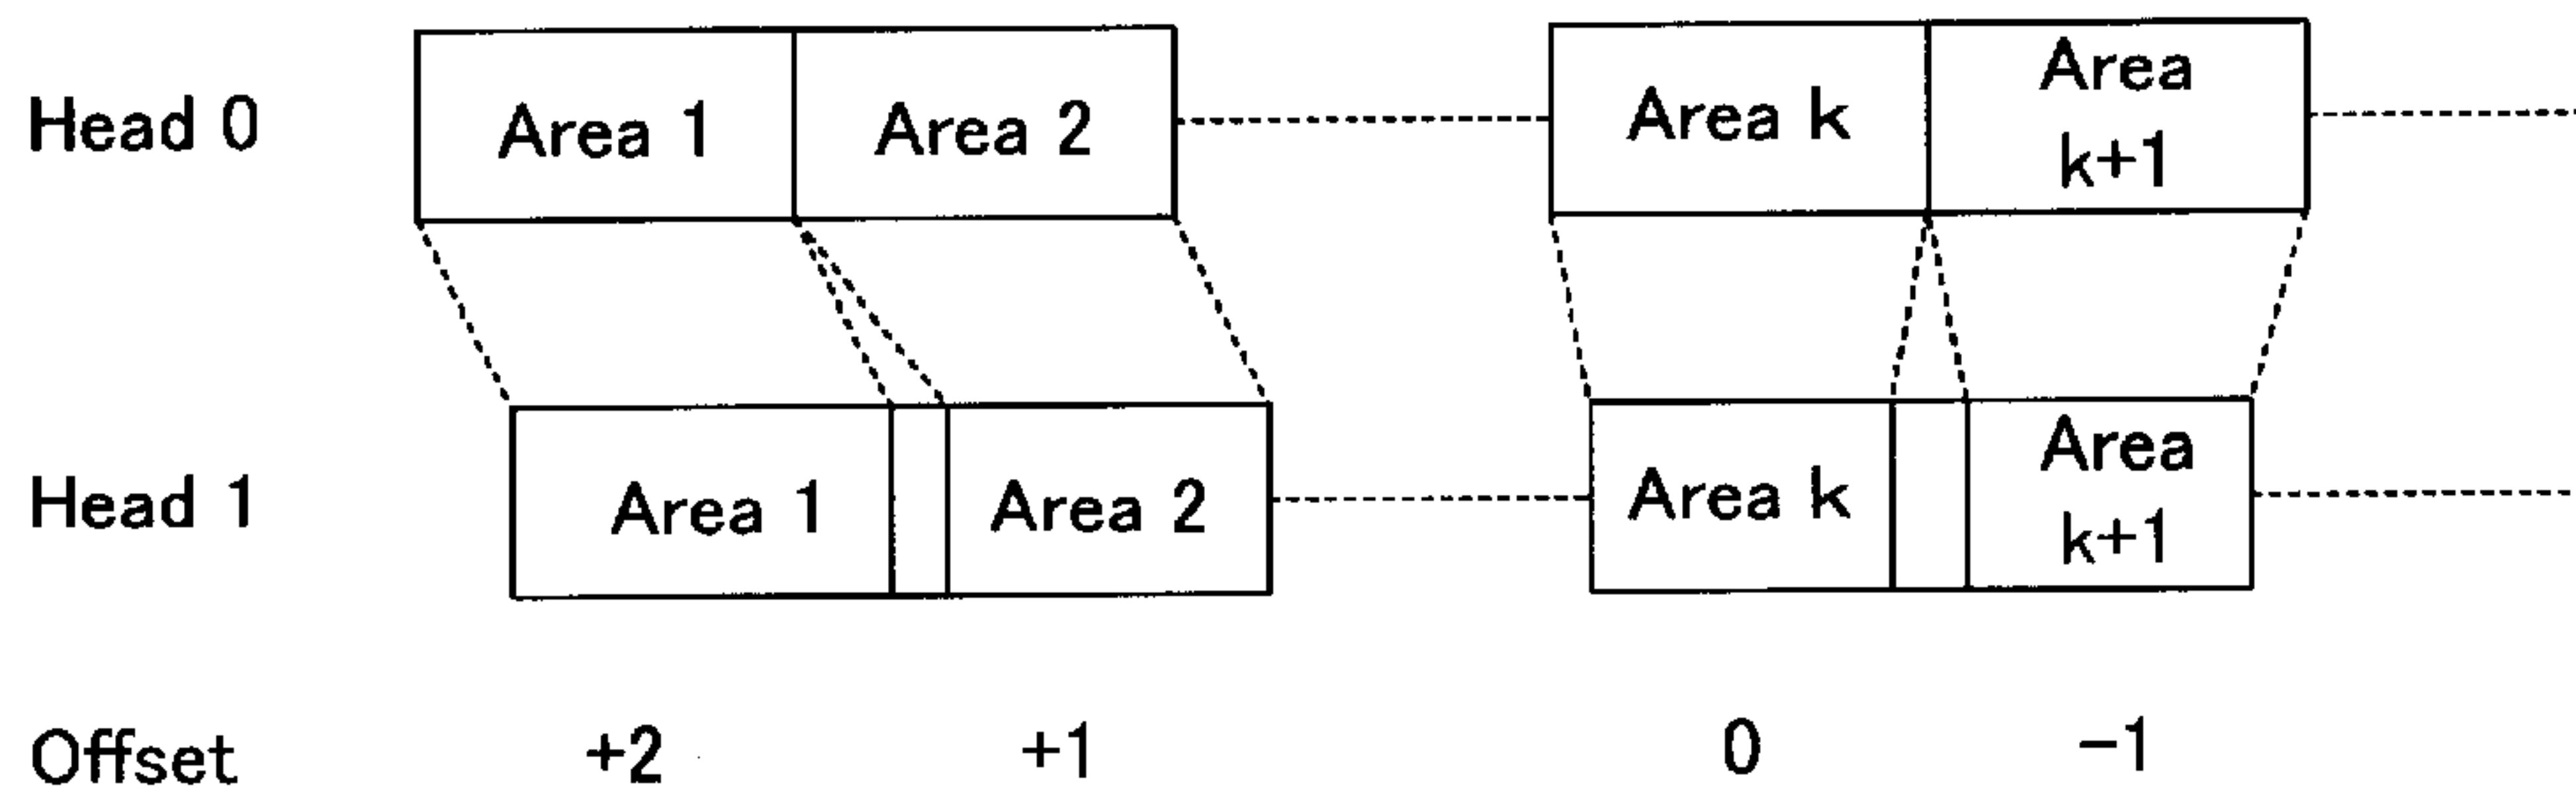 Head 0
Area 1
Area 2
Area k
Area
k+1
Head 1
Area 1
Area 2
Area k
Area
k+1
Offset
+2
+1
0
−1